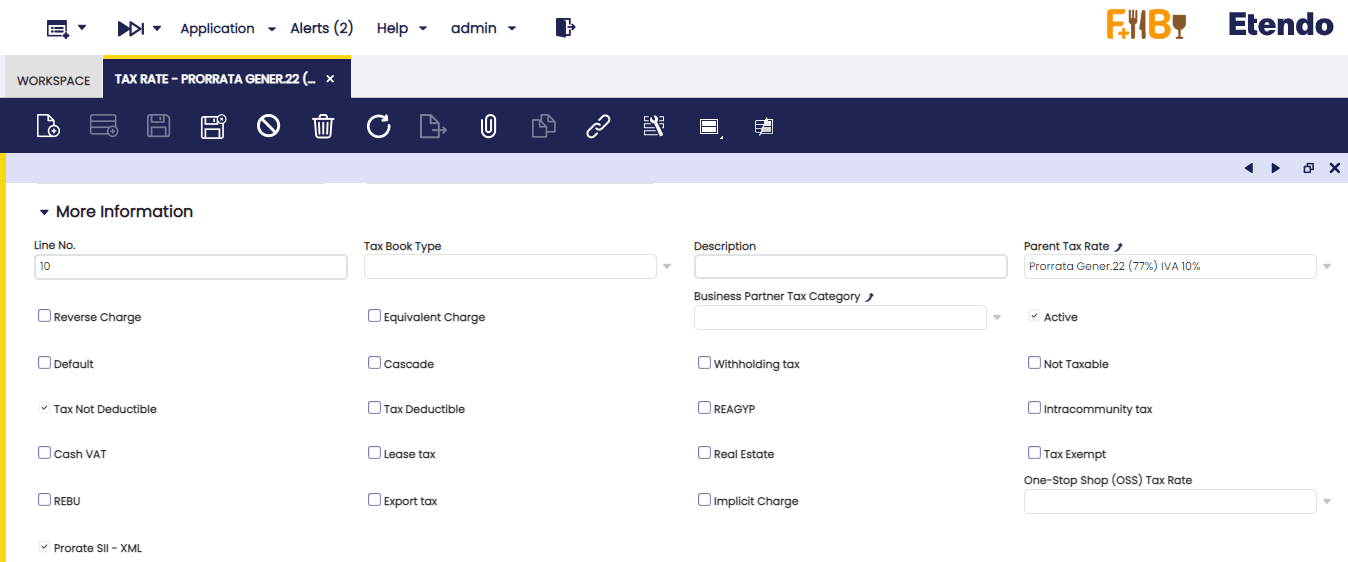 Application
Alerts (2)
Help
admin
F+B
Etendo
WORKSPACE
TAX RATE - PRORRATA GENER.22 (...
More Information
Line No.
Tax Book Type
Description
Parent Tax Rate
10
Prorrata Gener.22 (77%) IVA 10%
Business Partner Tax Category
Reverse Charge
Equivalent Charge
Active
Default
Cascade
Withholding tax
Not Taxable
Tax Not Deductible
Tax Deductible
REAGYP
Intracommunity tax
Cash VAT
Lease tax
Real Estate
Tax Exempt
One-Stop Shop (OSS) Tax Rate
REBU
Export tax
Implicit Charge
Prorate SII - XML